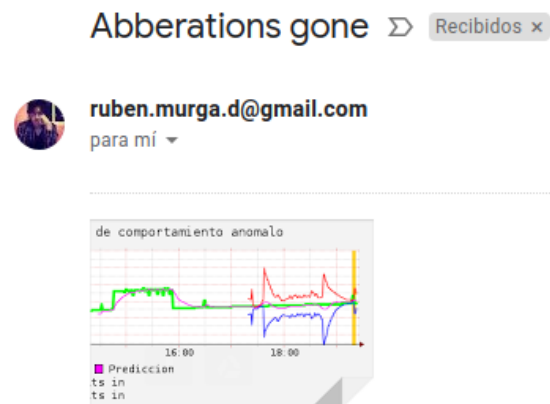 Abberations gone Recibidos ×
ruben.murga.d@gmail.com
para mí
de comportamiento anomalo
16:00 18:00
Prediccion
ts in
ts in